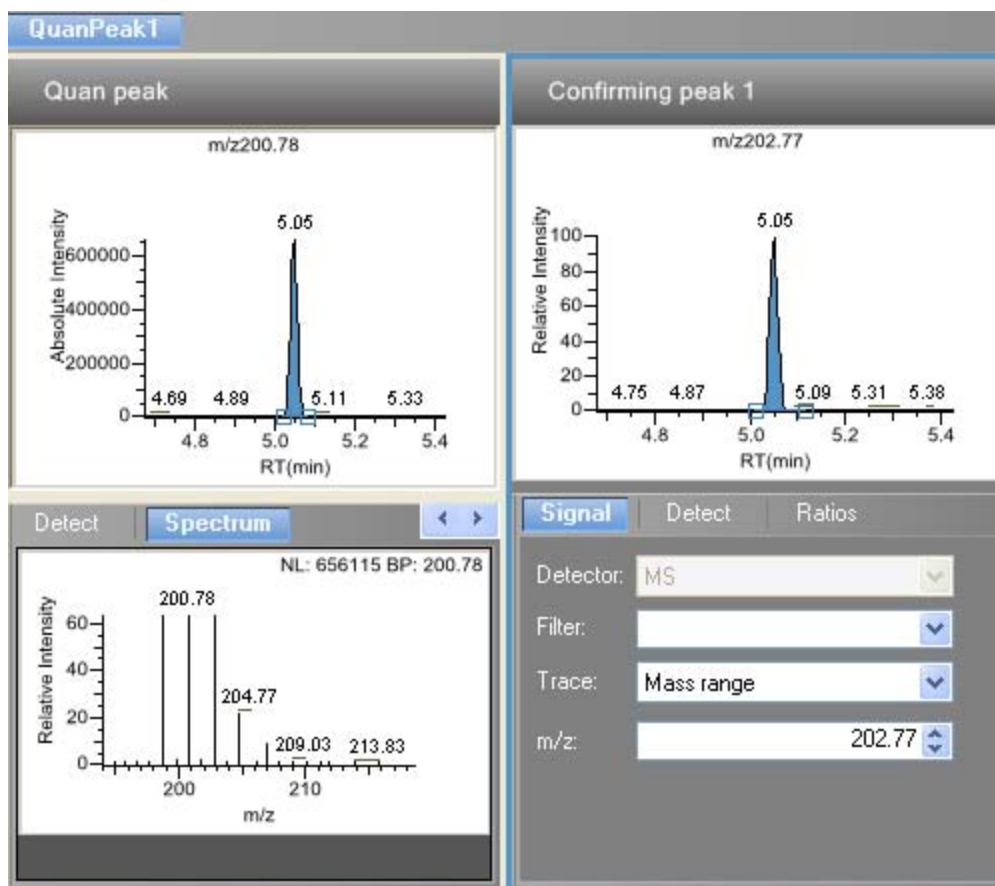 QuanPeak1
Quan peak
m/z200.78
Absolute Intensity
600000
400000
200000
0
5.05
4.69 4.89 5.11 5.33
4.8 5.0 5.2 5.4
RT(min)
Detect Spectrum
NL: 656115 BP: 200.78
Relative Intensity
60
40
20
0
200.78
204.77
209.03 213.83
200 210
m/z
Confirming peak 1
m/z202.77
Relative Intensity
100
80
60
40
20
0
5.05
4.75 4.87 5.09 5.31 5.38
4.8 5.0 5.2 5.4
RT(min)
Signal Detect Ratios
Detector: MS
Filter:
Trace: Mass range
m/z: 202.77